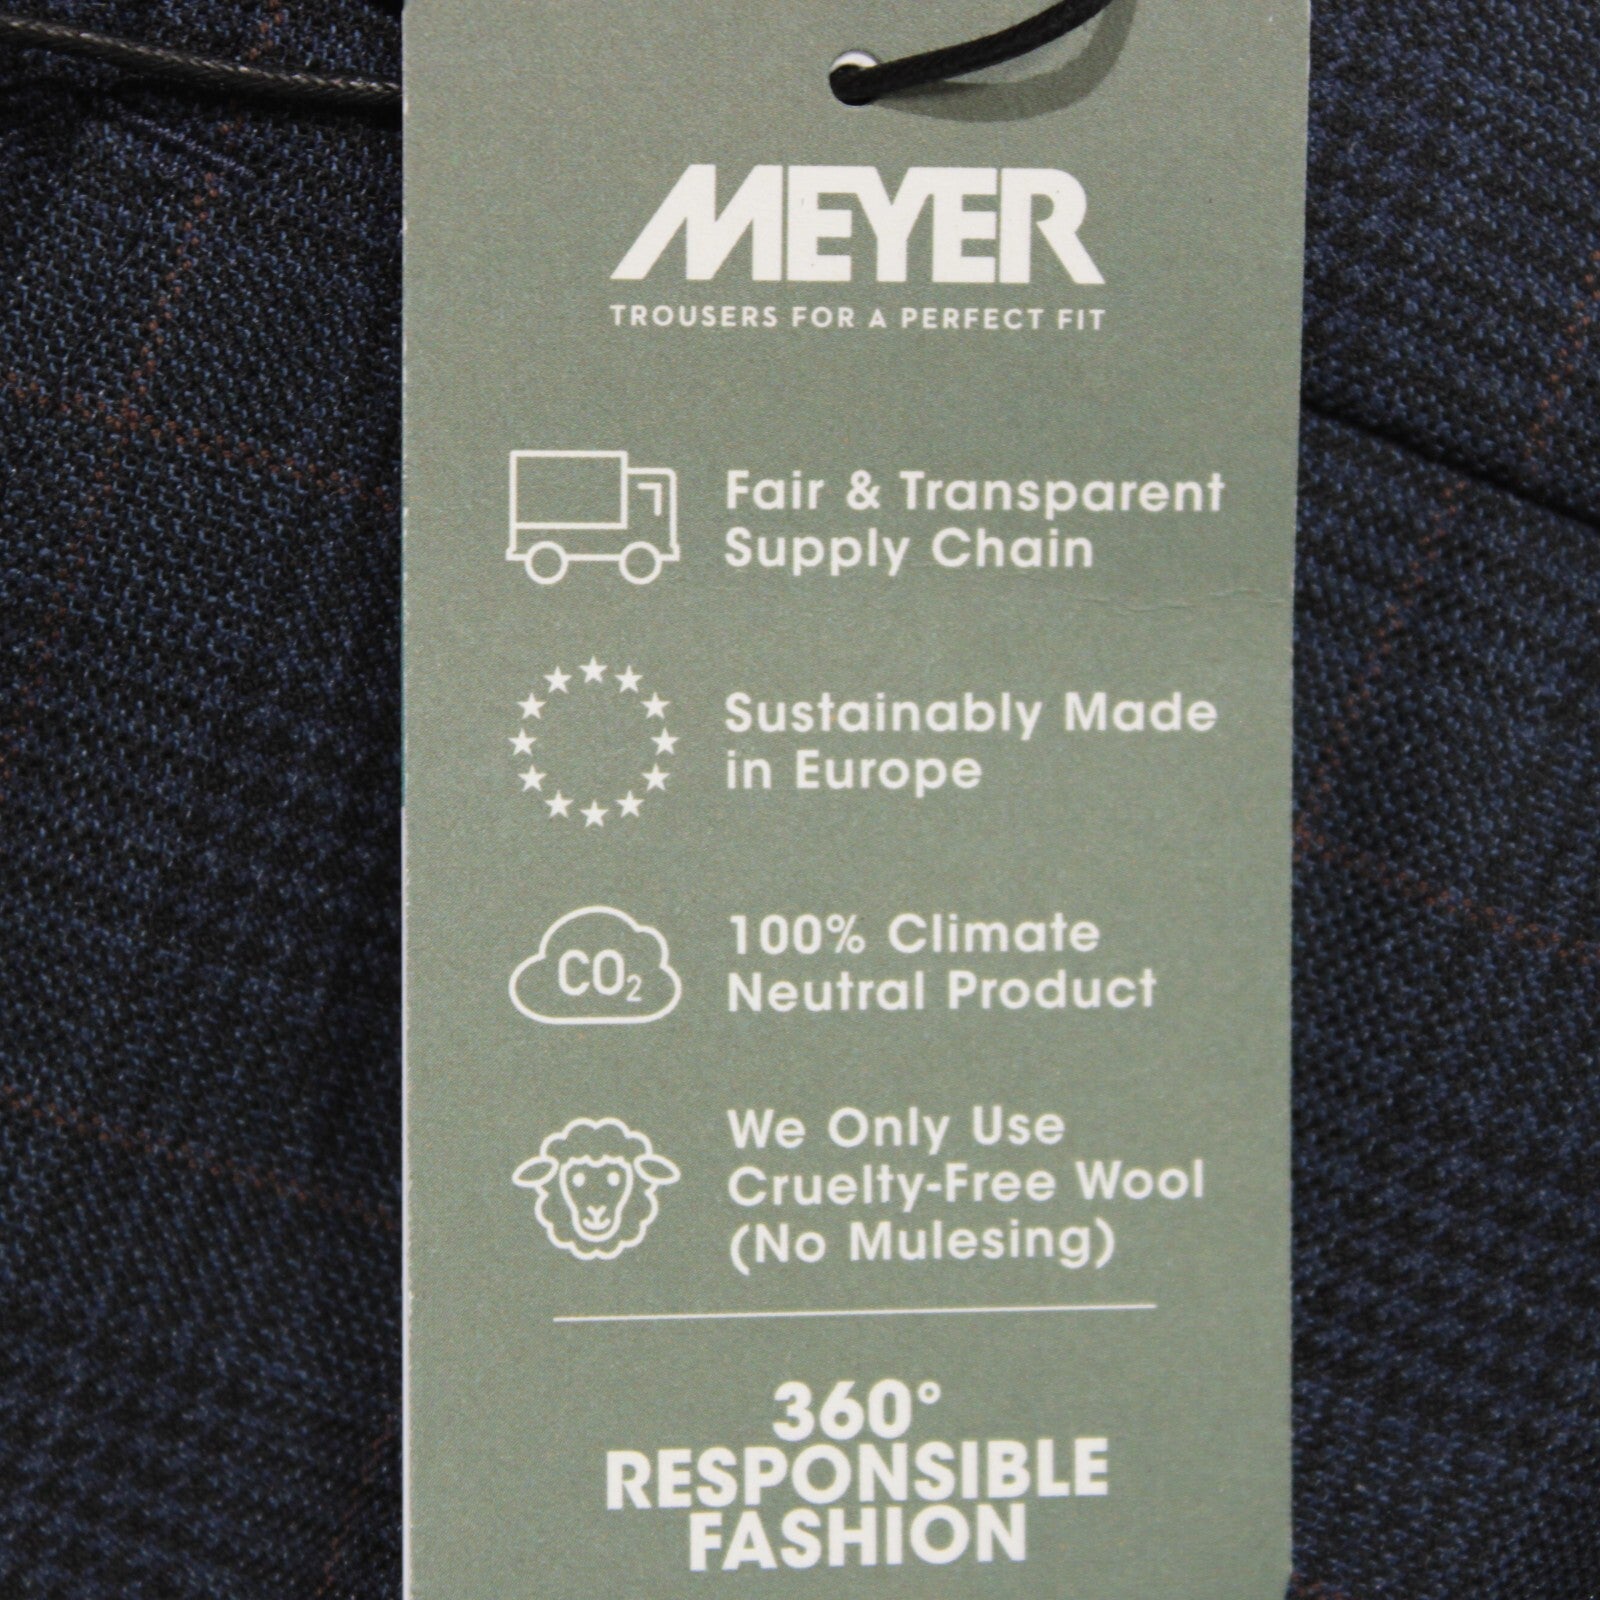 MEYER
TROUSERS FOR A PERFECT FIT
Fair & Transparent
Supply Chain
Sustainably Made
in Europe
CO₂
100% Climate
Neutral Product
We Only Use
Cruelty-Free Wool
(No Mulesing)
360°
RESPONSIBLE
FASHION